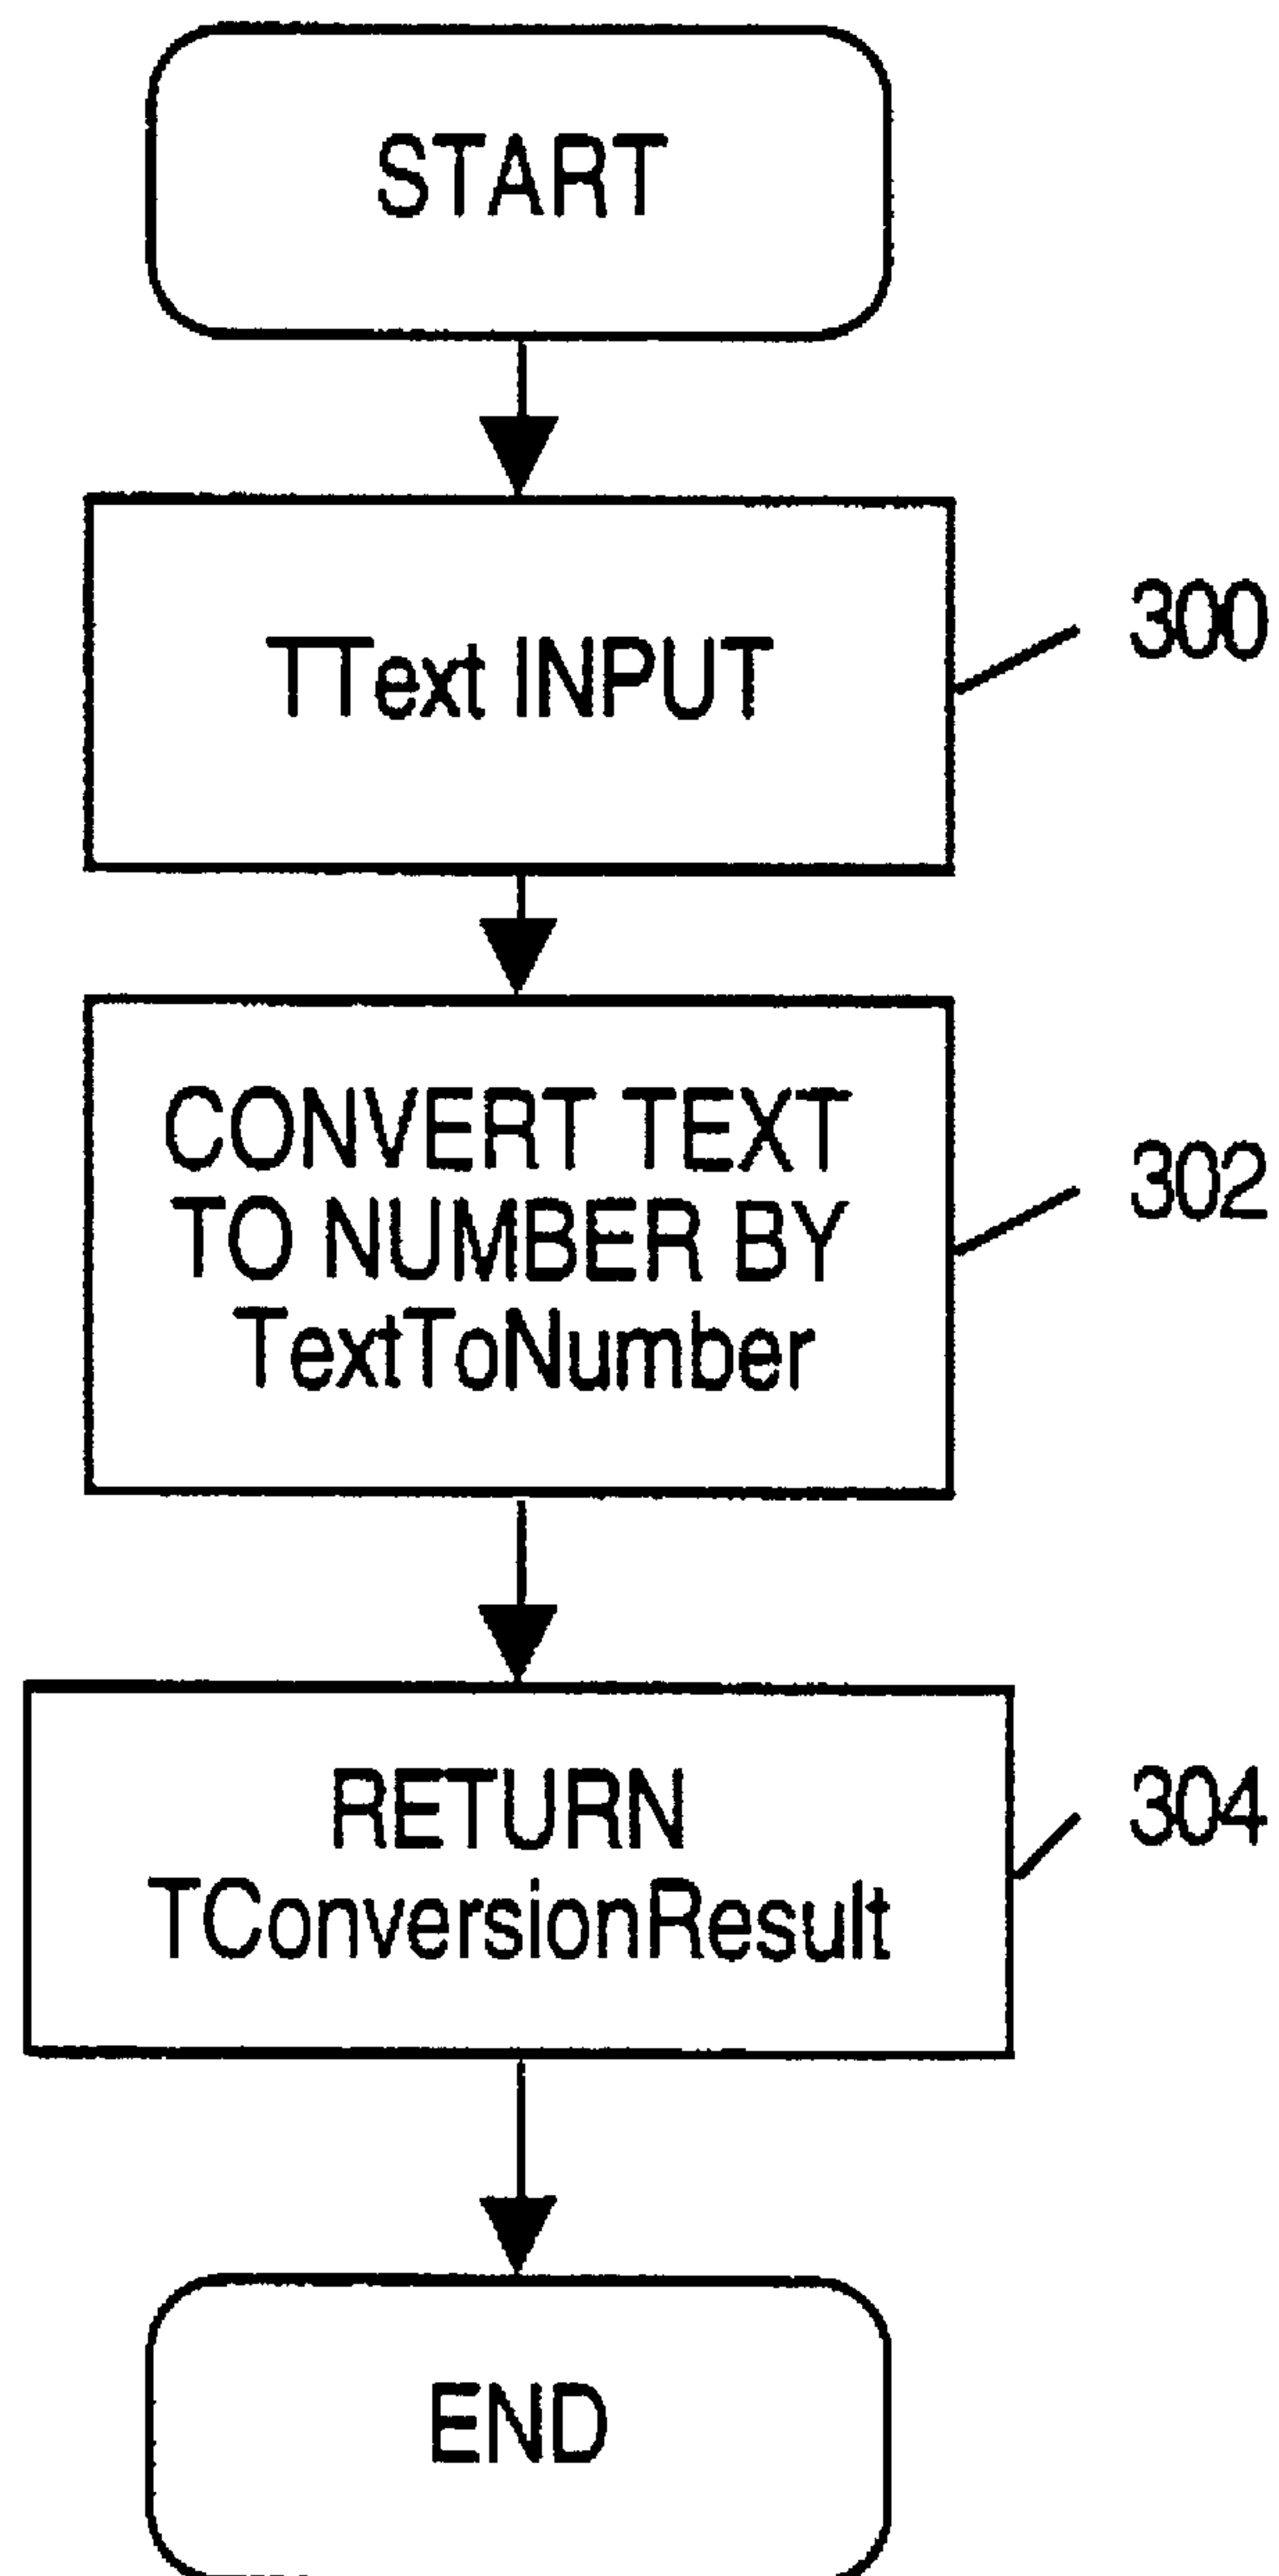 START
TText INPUT
300
CONVERT TEXT
TO NUMBER BY
TextToNumber
302
RETURN
TConversionResult
304
END